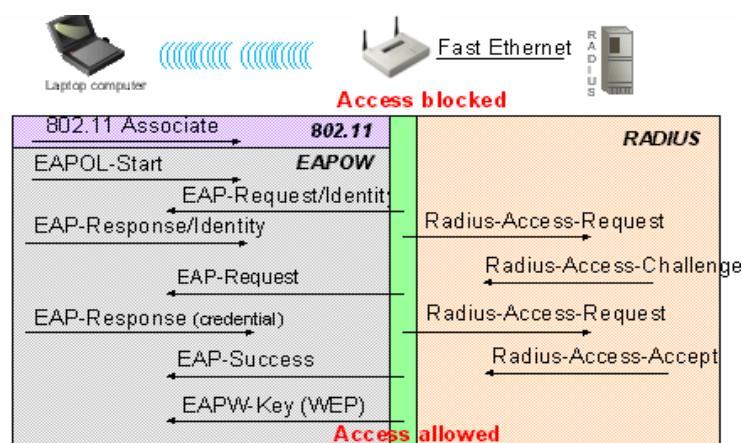 Fast Ethernet
RADIUS
Laptop computer
Access blocked
802.11 Associate
802.11
RADIUS
EAPOL-Start
EAPOW
EAP-Request/Identity
EAP-Response/Identity
Radius-Access-Request
Radius-Access-Challenge
EAP-Request
EAP-Response (credential)
Radius-Access-Request
EAP-Success
Radius-Access-Accept
EAPW-Key (WEP)
Access allowed